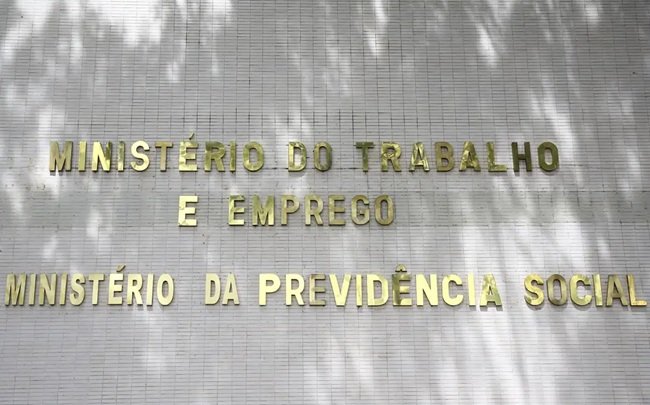 MINISTÉRIO DO TRABALHO
E EMPREGO
MINISTÉRIO DA PREVIDÊNCIA SOCIAL